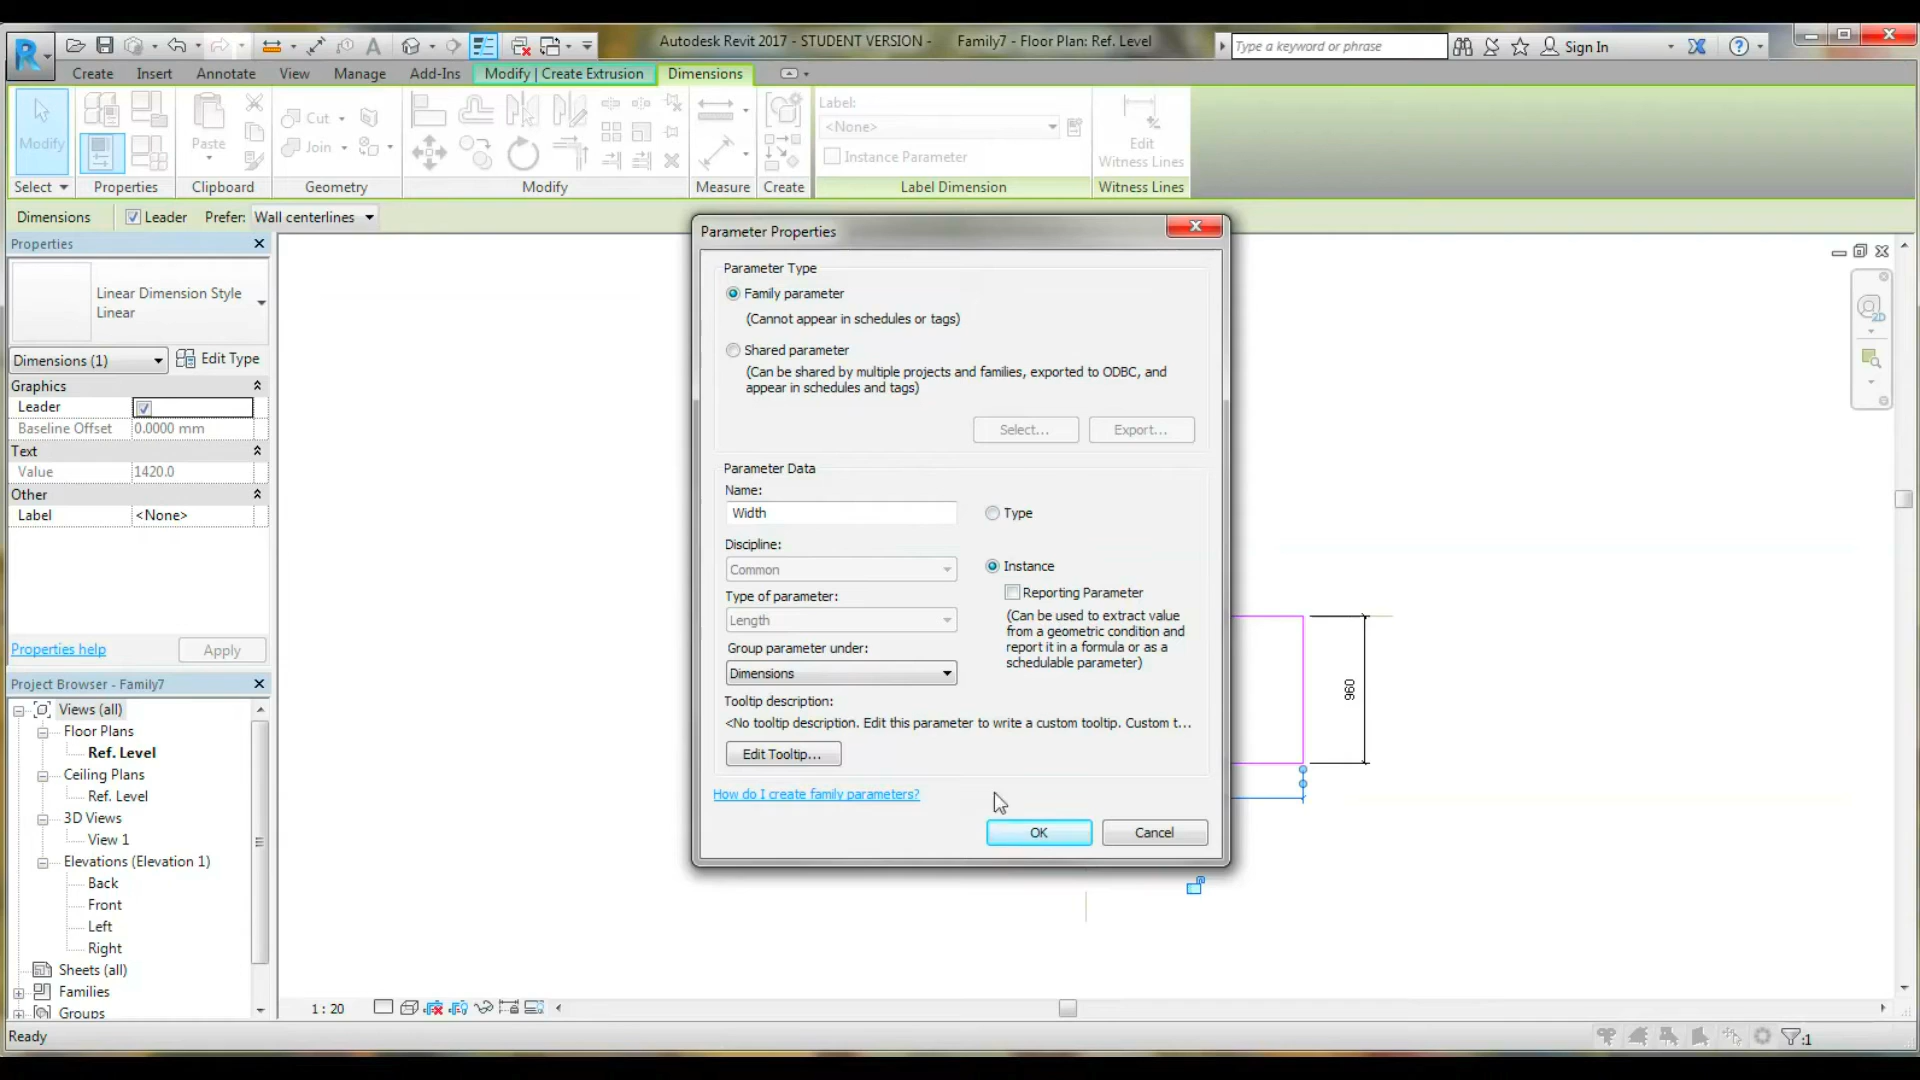 Autodesk Revit 2017 - STUDENT VERSION - Family7 - Floor Plan: Ref. Level
Type a keyword or phrase
Sign In
Create Insert Annotate View Manage Add-Ins Modify | Create Extrusion Dimensions
Modify
Paste
Cut
Join
Label:
<None>
Instance Parameter
Edit
Witness Lines
Select Properties Clipboard Geometry Modify Measure Create Label Dimension Witness Lines
Dimensions Leader Prefer: Wall centerlines
Properties
Linear Dimension Style
Linear
Dimensions (1) Edit Type
Graphics
Leader
Baseline Offset 0.0000 mm
Text
Value 1420.0
Other
Label <None>
Properties help Apply
Project Browser - Family7
Views (all)
Floor Plans
Ref. Level
Ceiling Plans
Ref. Level
3D Views
View 1
Elevations (Elevation 1)
Back
Front
Left
Right
Sheets (all)
Families
Groups
Parameter Properties
Parameter Type
Family parameter
(Cannot appear in schedules or tags)
Shared parameter
(Can be shared by multiple projects and families, exported to ODBC, and
appear in schedules and tags)
Select... Export...
Parameter Data
Name:
Width
Type
Discipline:
Common
Instance
Reporting Parameter
Type of parameter:
Length
(Can be used to extract value
from a geometric condition and
report it in a formula or as a
schedulable parameter)
Group parameter under:
Dimensions
Tooltip description:
<No tooltip description. Edit this parameter to write a custom tooltip. Custom t...
Edit Tooltip...
How do I create family parameters?
OK Cancel
960
2D
1 : 20
Ready
:1